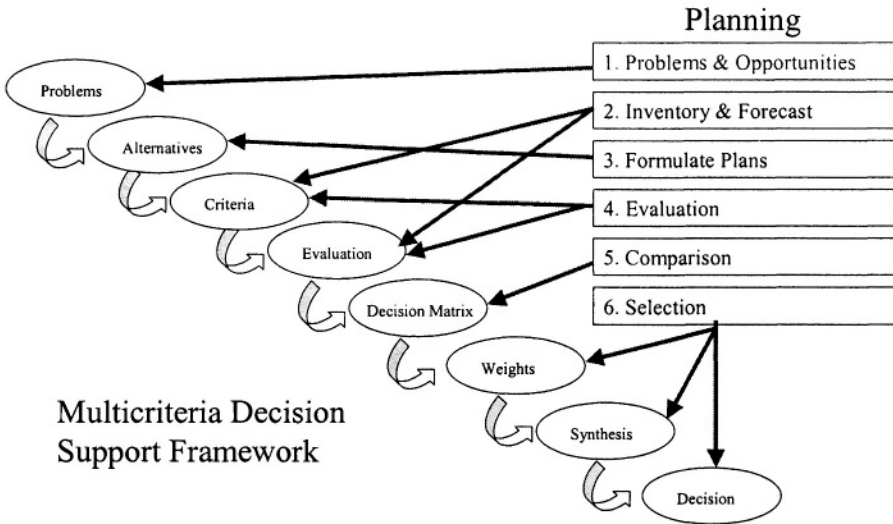 Planning
1. Problems & Opportunities
Problems
2. Inventory & Forecast
Alternatives
3. Formulate Plans
Criteria
4. Evaluation
Evaluation
5. Comparison
Decision Matrix
6. Selection
Weights
Multicriteria Decision
Support Framework
Synthesis
Decision